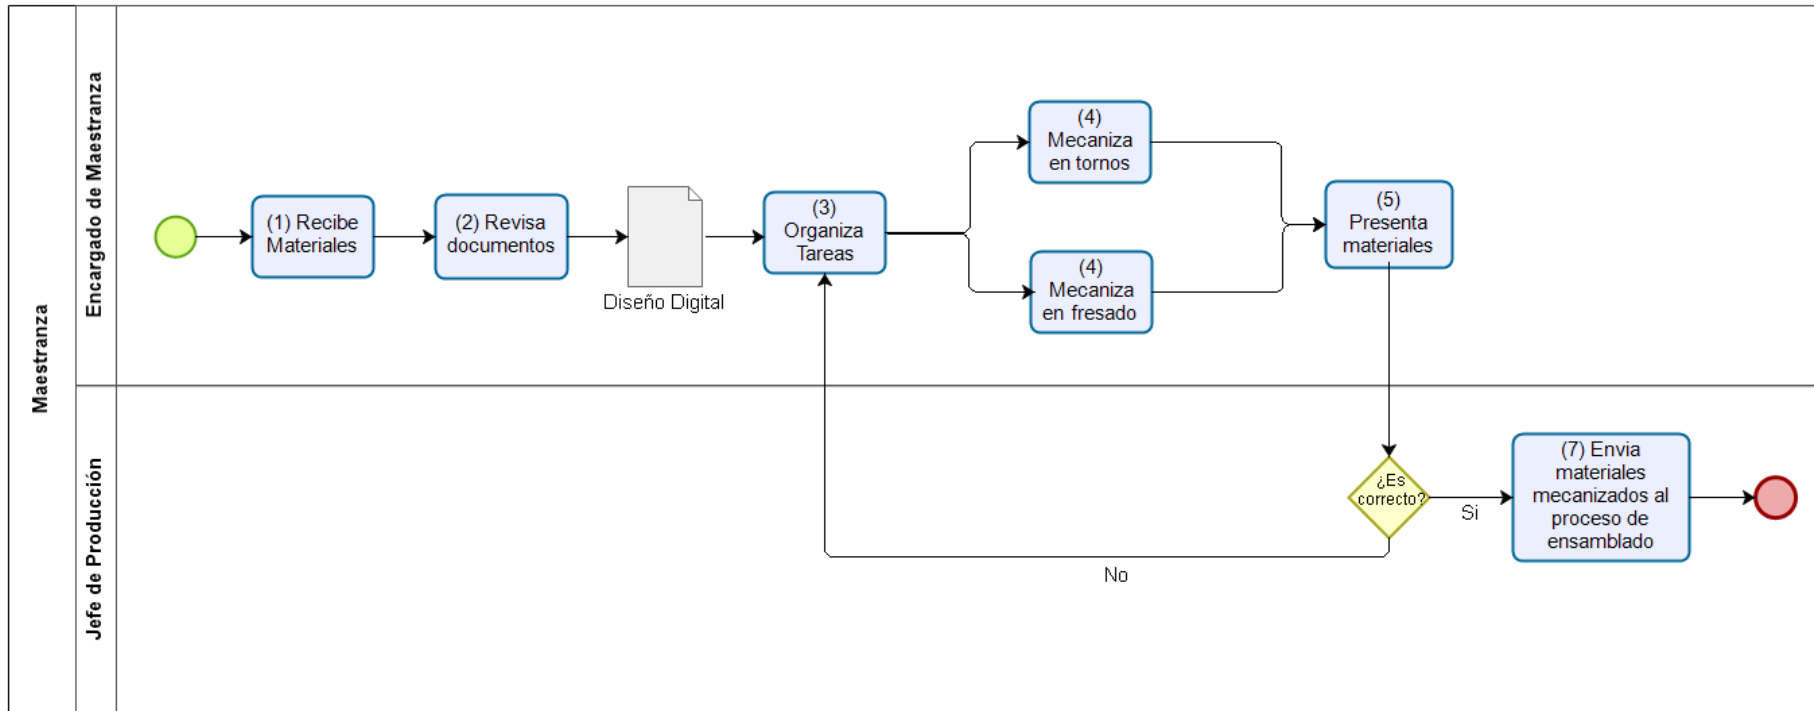 Maestranza
Encargado de Maestranza
(1) Recibe
Materiales
(2) Revisa
documentos
Diseño Digital
(3)
Organiza
Tareas
(4)
Mecaniza
en tornos
(4)
Mecaniza
en fresado
(5)
Presenta
materiales
Jefe de Producción
¿Es
correcto?
Si
No
(7) Envia
materiales
mecanizados al
proceso de
ensamblado